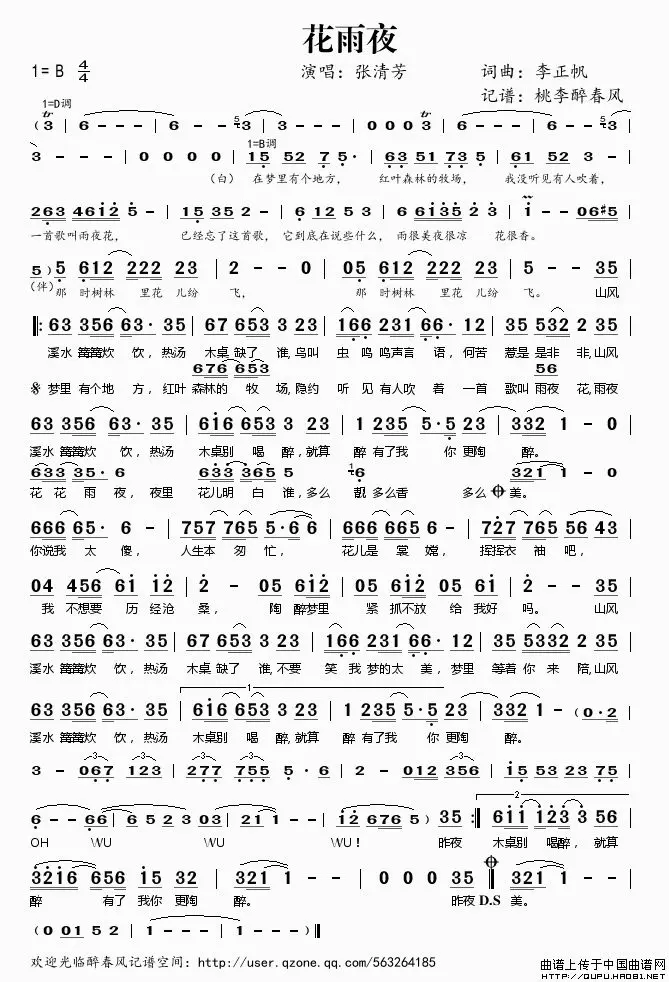 花雨夜
1= B 4/4 演唱：张清芳 词曲：李正帆
记谱：桃李醉春风
1=D调
( 3 | 6 - - - | 6 - - 3 | 3 - - - | 0 0 0 3 | 6 - - - | 6 - - 3 |
1=B调
3 - - - | 0 0 0 0 | 15 52 7 5· | 63 51 73 5 | 61 52 3 - |
(白) 在梦里有个地方， 红叶森林的牧场， 我没听见有人吹着，
263 4612 5 - | 15 35 2 2 | 6 12 5 3 | 6 6135 2 3 | 1 - - 06#5 |
一首歌叫雨夜花， 已经忘了这首歌， 它到底在说些什么， 雨很美夜很凉 花很香。
5 ) 5 612 222 23 | 2 - - 0 | 05 612 222 23 | 5 - - 35 |
(伴) 那 时树林 里花 儿纷 飞， 那 时树林 里花 儿纷 飞。 山风
63 356 63· 35 | 67 653 3 23 | 166 231 66· 12 | 35 532 2 35 |
溪水 篱篱炊 饮，热汤 木桌 缺了 谁，鸟叫 虫 鸣 鸣声言 语，何苦 惹是 是非 非，山风
676 653 56
梦里 有个地 方，红叶 森林的 牧 场，隐约 听 见 有人吹 着 一首 歌叫 雨夜 花，雨夜
63 356 63· 35 | 616 653 3 23 | 1 235 5·5 23 | 332 1 - 0 |
溪水 篱篱炊 饮，热汤 木桌别 喝 醉，就算 醉 有了我 你 更陶 醉。
633 335· 6 633 365 5 6 321 1 - 0
花 花 雨 夜，夜里 花儿明 白 谁，多么 靓 多么香 多么 美。
666 65· 6 - | 757 765 5·6 6 | 666 665 6 - | 727 765 56 43 |
你说我 太 傻， 人生本 匆 忙， 花儿是 裳 嫦， 挥挥衣 袖 吧，
04 456 61 12 | 2 - 05 612 | 12 05 62 61 | 2 - - 35 |
我 不想要 历 经沧 桑， 陶 醉梦里 紧 抓不放 给 我好 吗。 山风
63 356 63· 35 | 67 653 3 23 | 166 231 66· 12 | 35 5332 2 35 |
溪水 篱篱炊 饮，热汤 木桌 缺了 谁，不要 笑 我 梦的太 美，梦里 等着 你 来 陪，山风
1
63 356 63· 35 | 616 653 3 23 | 1 235 5·5 23 | 332 1 - (0·2 |
溪水 篱篱炊 饮，热汤 木桌别 喝 醉，就算 醉 有了我 你 更陶 醉。
3 - 067 123 | 277 755 5· 6 | 2 - 012 356 | 15 53 23 75 |
2
6 - - 66 | 6 5 2 3 03 | 21 1 - - | 12 676 5) 35 :| 611 123 3 56 |
OH WU WU WU！ 昨夜 木桌别 喝醉，就算
3216 656 15 32 | 321 1 - - | 0 0 0 35 | 321 1 - - |
醉 有了 我你 更陶 醉。 昨夜 D.S 美。
( 0 01 5 2 | 1 - - - )
欢迎光临醉春风记谱空间：http://user.qzone.qq.com/563264185
曲谱上传于中国曲谱网
HTTP://QUPU.HAO81.NET